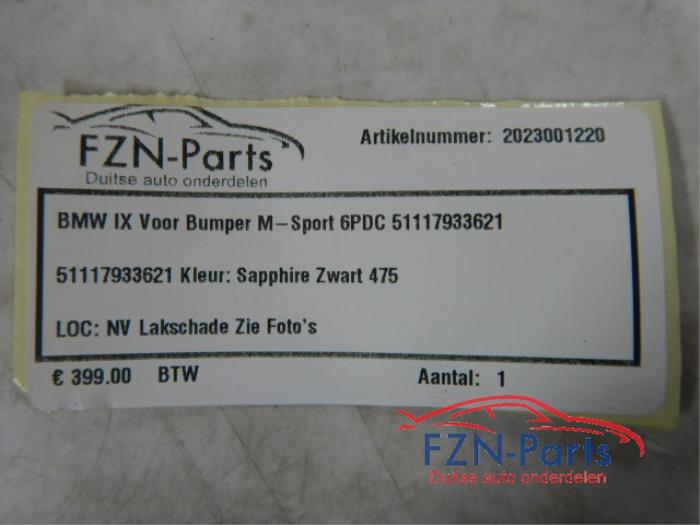 FZN-Parts
Duitse auto onderdelen
Artikelnummer: 2023001220
BMW IX Voor Bumper M-Sport 6PDC 51117933621
51117933621 Kleur: Sapphire Zwart 475
LOC: NV Lakschade Zie Foto's
€ 399.00 BTW Aantal: 1
FZN-Parts
Duitse auto onderdelen